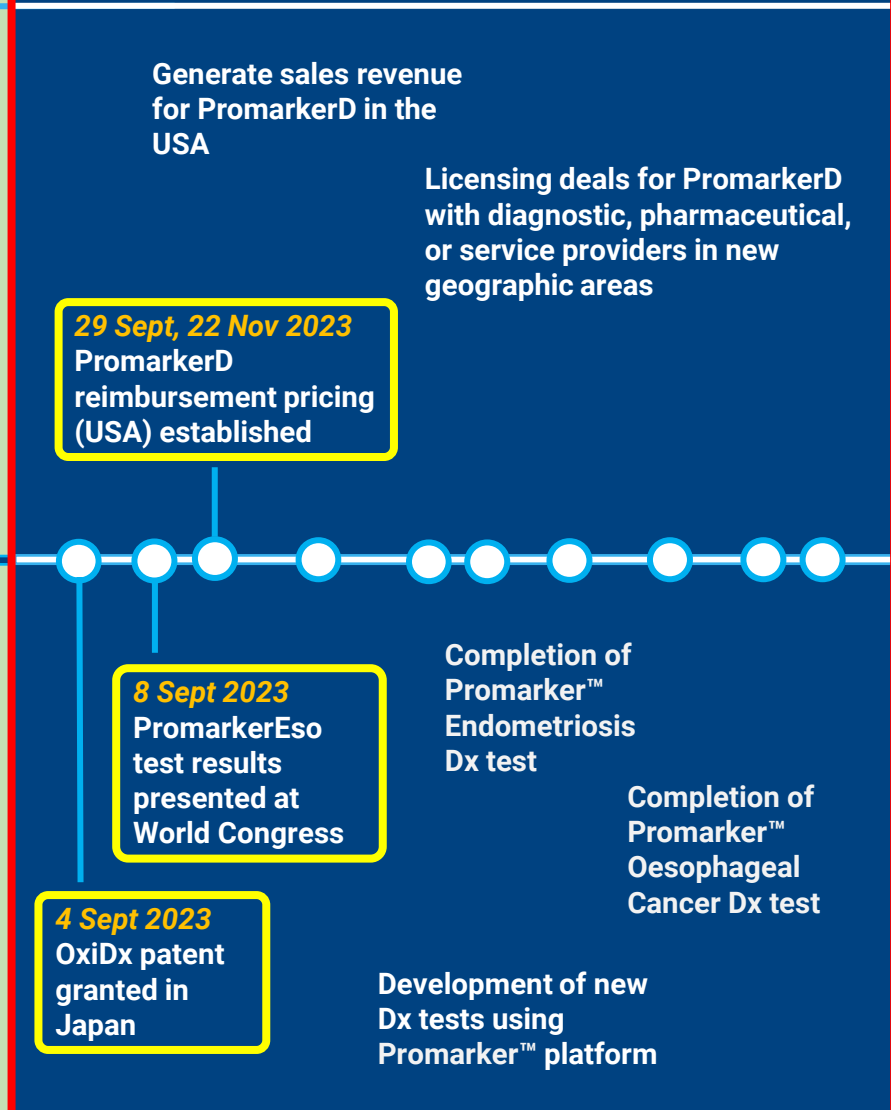 Generate sales revenue
for PromarkerD in the
USA
Licensing deals for PromarkerD
with diagnostic, pharmaceutical,
or service providers in new
geographic areas
29 Sept, 22 Nov 2023
PromarkerD
reimbursement pricing
(USA) established
8 Sept 2023
PromarkerEso
test results
presented at
World Congress
Completion of
Promarker™
Endometriosis
Dx test
Completion of
Promarker™
Oesophageal
Cancer Dx test
4 Sept 2023
OxiDx patent
granted in
Japan
Development of new
Dx tests using
Promarker™ platform